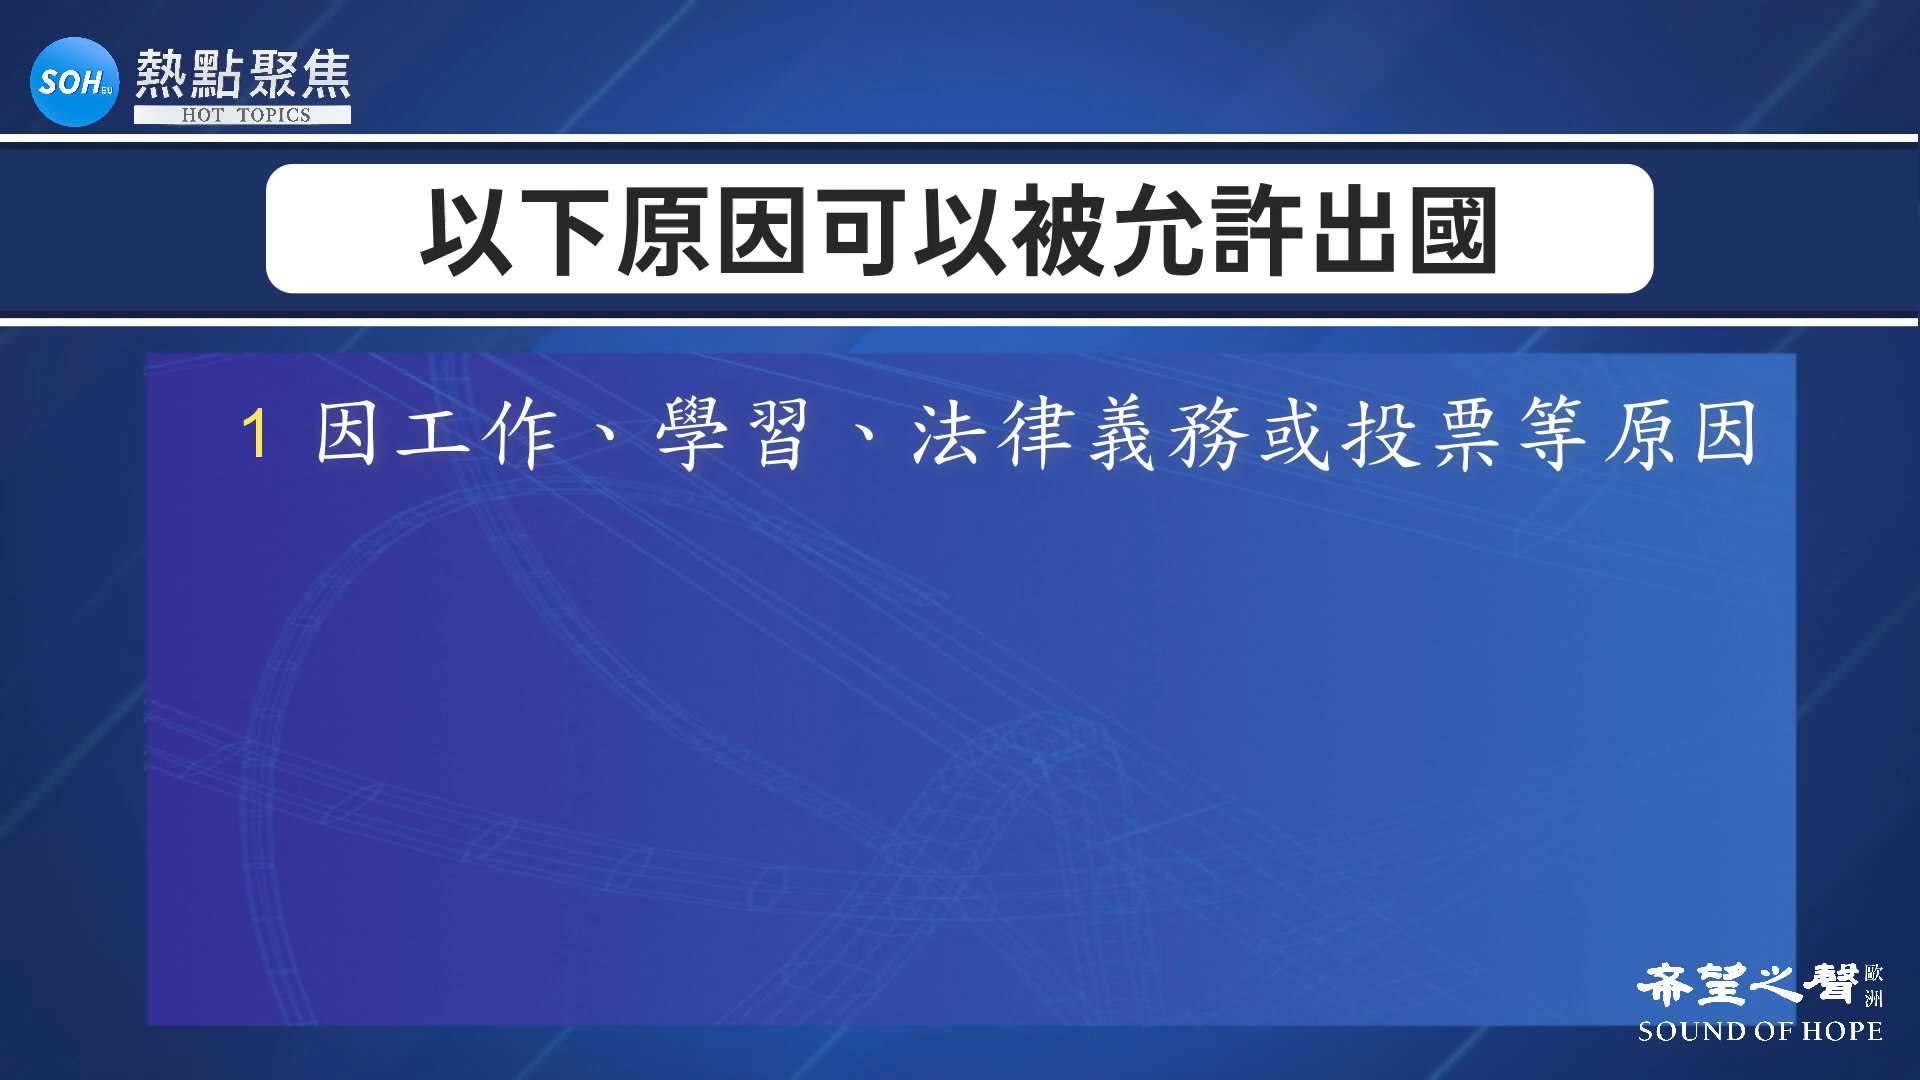 SOH EU
熱點聚焦
HOT TOPICS
以下原因可以被允許出國
1 因工作、學習、法律義務或投票等原因
希望之聲 歐洲
SOUND OF HOPE